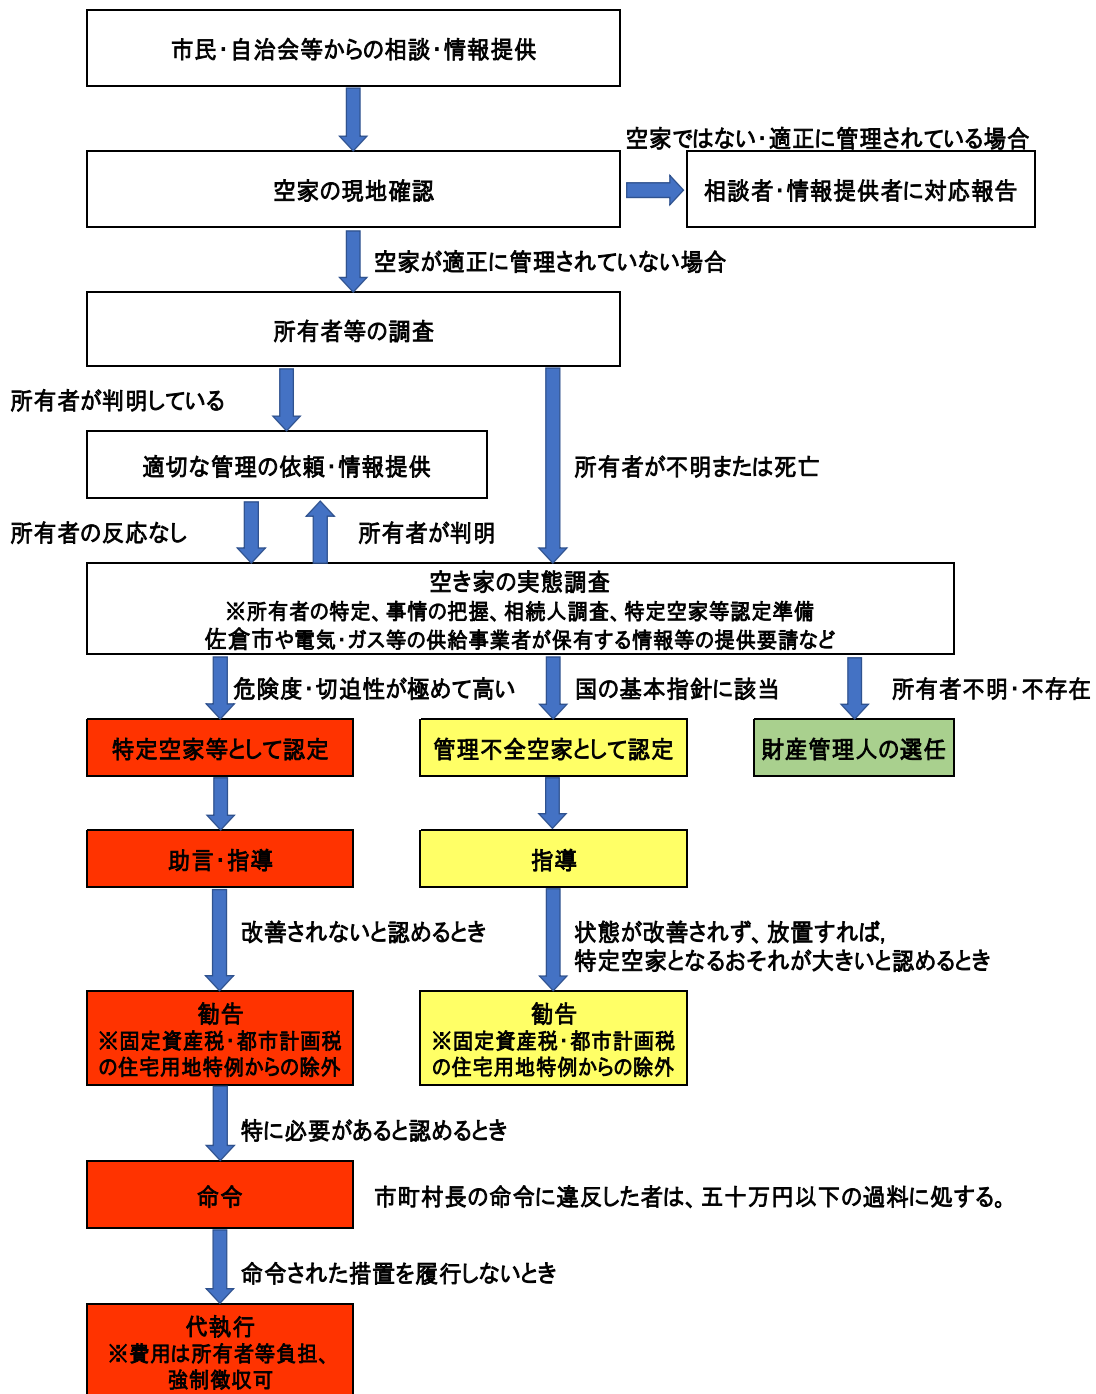 市民・自治会等からの相談・情報提供
空家ではない・適正に管理されている場合
空家の現地確認
相談者・情報提供者に対応報告
空家が適正に管理されていない場合
所有者等の調査
所有者が判明している
適切な管理の依頼・情報提供
所有者が不明または死亡
所有者の反応なし
所有者が判明
空き家の実態調査
※所有者の特定、事情の把握、相続人調査、特定空家等認定準備
佐倉市や電気・ガス等の供給事業者が保有する情報等の提供要請など
危険度・切迫性が極めて高い
国の基本指針に該当
所有者不明・不存在
特定空家等として認定
管理不全空家として認定
財産管理人の選任
助言・指導
指導
改善されないと認めるとき
状態が改善されず、放置すれば,
特定空家となるおそれが大きいと認めるとき
勧告
※固定資産税・都市計画税
の住宅用地特例からの除外
勧告
※固定資産税・都市計画税
の住宅用地特例からの除外
特に必要があると認めるとき
命令
市町村長の命令に違反した者は、五十万円以下の過料に処する。
命令された措置を履行しないとき
代執行
※費用は所有者等負担、
強制徴収可